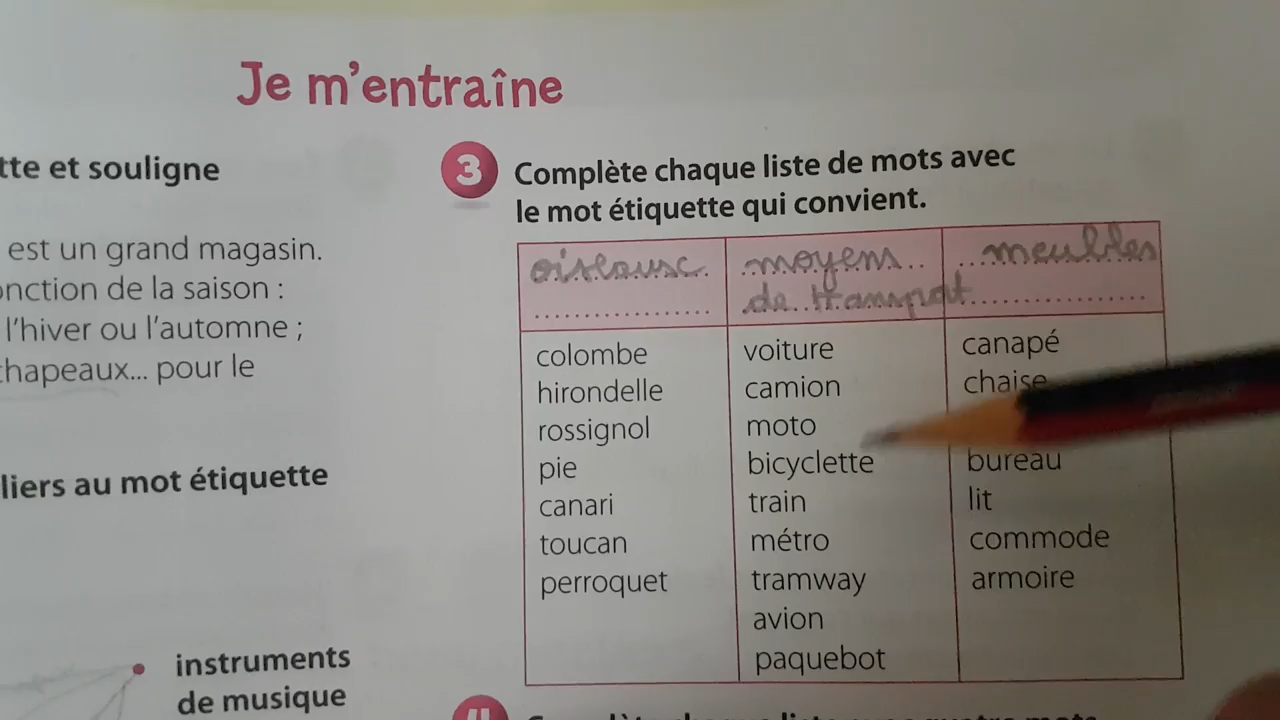 Je m'entraîne
tte et souligne
est un grand magasin.
onction de la saison :
l'hiver ou l'automne ;
chapeaux... pour le
liers au mot étiquette
instruments
de musique
3 Complète chaque liste de mots avec
le mot étiquette qui convient.
oiseaux
colombe
hirondelle
rossignol
pie
canari
toucan
perroquet
moyens
de transport
voiture
camion
moto
bicyclette
train
métro
tramway
avion
paquebot
meubles
canapé
chaise
bureau
lit
commode
armoire